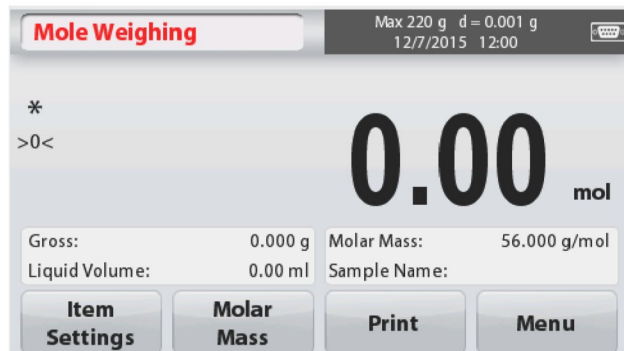 Mole Weighing
Max 220 g d = 0.001 g
12/7/2015 12:00
*
>0<
0.00 mol
Gross: 0.000 g
Liquid Volume: 0.00 ml
Molar Mass: 56.000 g/mol
Sample Name:
Item Settings
Molar Mass
Print
Menu